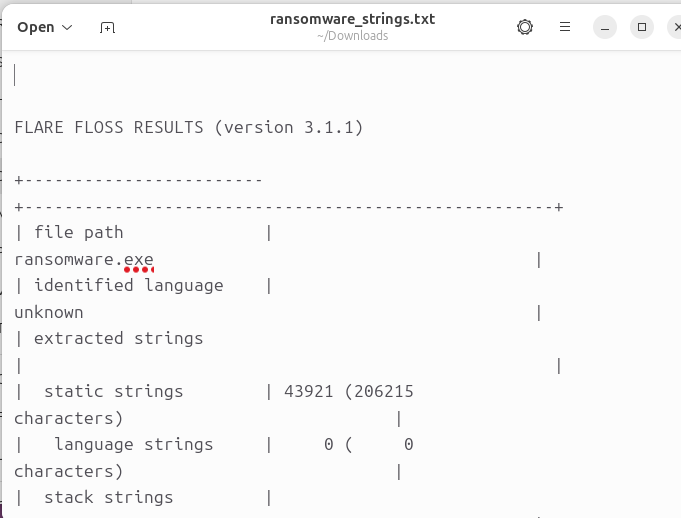 Open
ransomware_strings.txt
~/Downloads
FLARE FLOSS RESULTS (version 3.1.1)
+------------------------
+-----------------------------------------------------+
| file path              |
ransomware.exe                                      |
| identified language    |
unknown                                             |
| extracted strings
|                                                     |
|  static strings        | 43921 (206215
characters)                           |
|   language strings     |     0 (     0
characters)                           |
|  stack strings         |